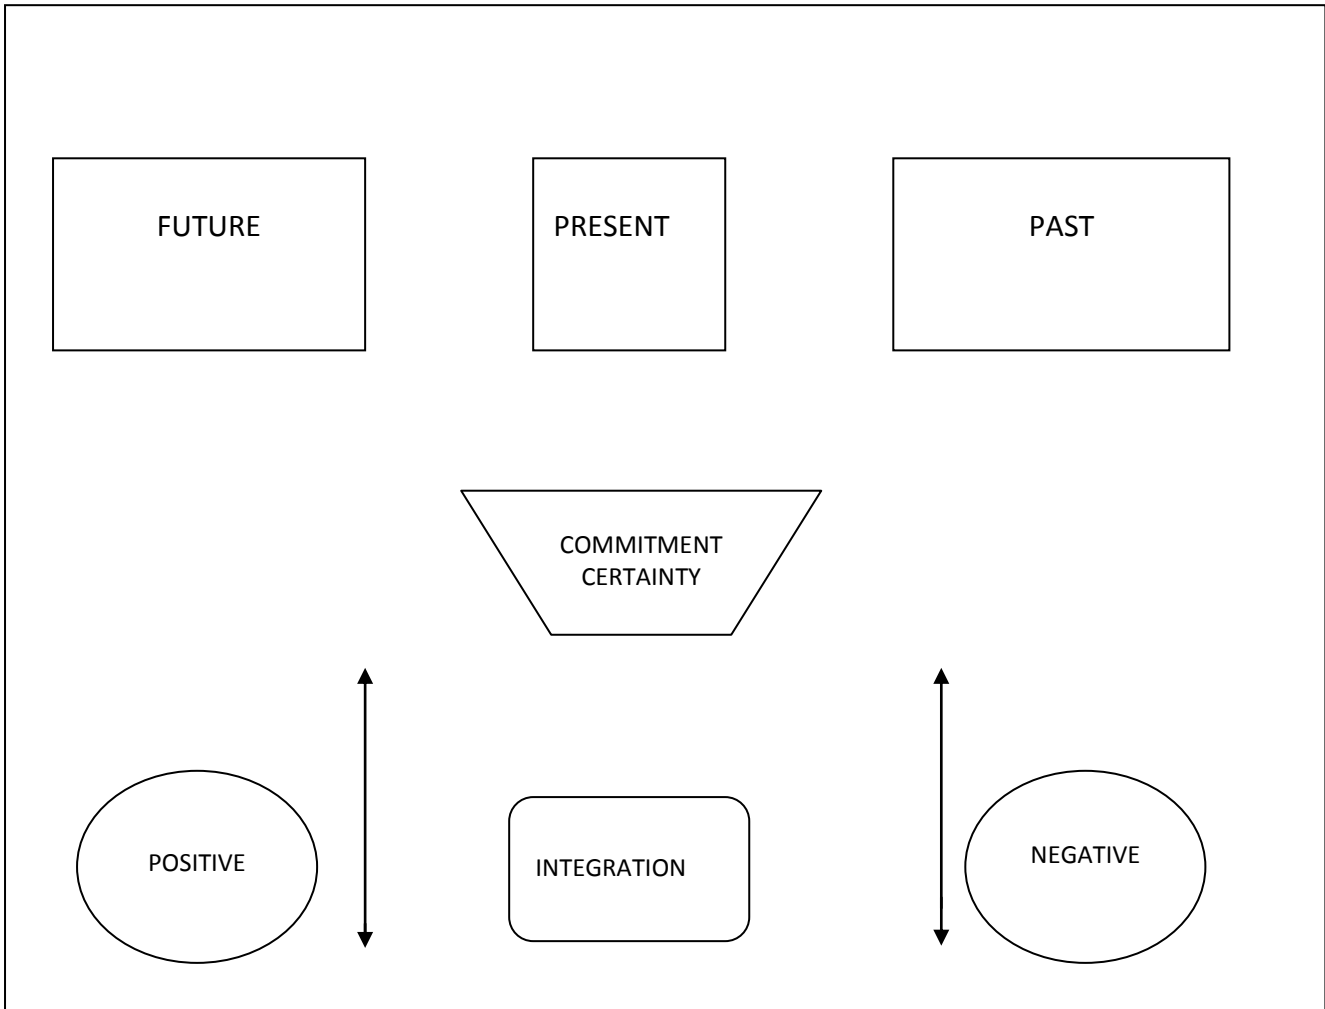 FUTURE
PRESENT
PAST
COMMITMENT
CERTAINTY
POSITIVE
INTEGRATION
NEGATIVE